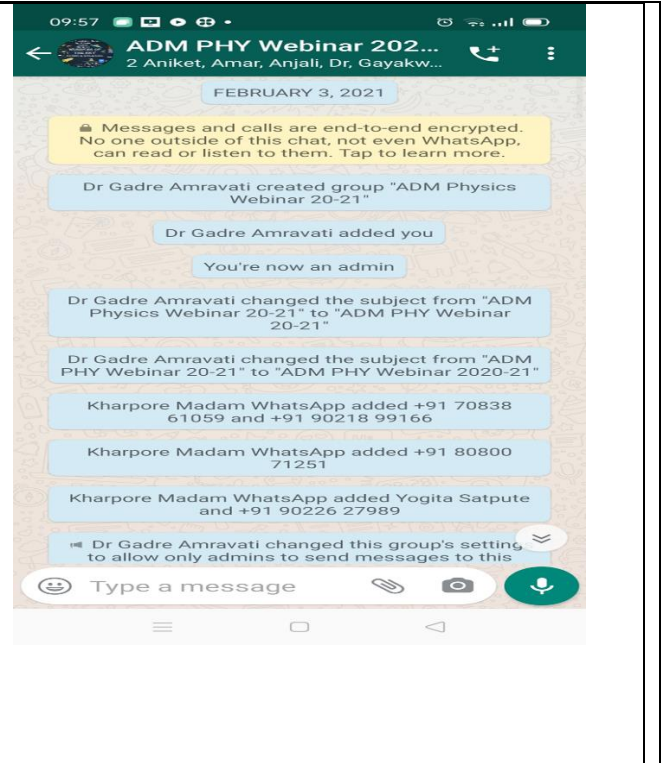 09:57
ADM PHY Webinar 202...
2 Aniket, Amar, Anjali, Dr, Gayakw...
FEBRUARY 3, 2021
Messages and calls are end-to-end encrypted.
No one outside of this chat, not even WhatsApp,
can read or listen to them. Tap to learn more.
Dr Gadre Amravati created group "ADM Physics
Webinar 20-21"
Dr Gadre Amravati added you
You're now an admin
Dr Gadre Amravati changed the subject from "ADM
Physics Webinar 20-21" to "ADM PHY Webinar
20-21"
Dr Gadre Amravati changed the subject from "ADM
PHY Webinar 20-21" to "ADM PHY Webinar 2020-21"
Kharpore Madam WhatsApp added +91 70838
61059 and +91 90218 99166
Kharpore Madam WhatsApp added +91 80800
71251
Kharpore Madam WhatsApp added Yogita Satpute
and +91 90226 27989
Dr Gadre Amravati changed this group's setting
to allow only admins to send messages to this
Type a message